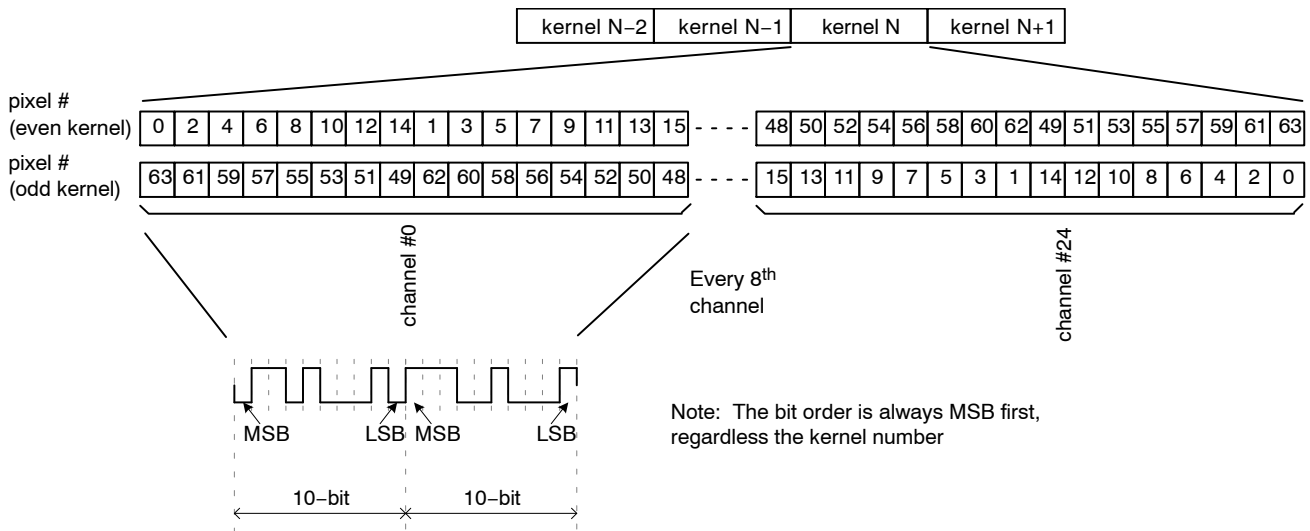 kernel N−2 kernel N−1 kernel N kernel N+1
pixel #
(even kernel) 0 2 4 6 8 10 12 14 1 3 5 7 9 11 13 15 - - - - 48 50 52 54 56 58 60 62 49 51 53 55 57 59 61 63
pixel #
(odd kernel) 63 61 59 57 55 53 51 49 62 60 58 56 54 52 50 48 - - - - 15 13 11 9 7 5 3 1 14 12 10 8 6 4 2 0
channel #0
Every 8th
channel
channel #24
MSB LSB MSB LSB
Note: The bit order is always MSB first,
regardless the kernel number
10−bit 10−bit